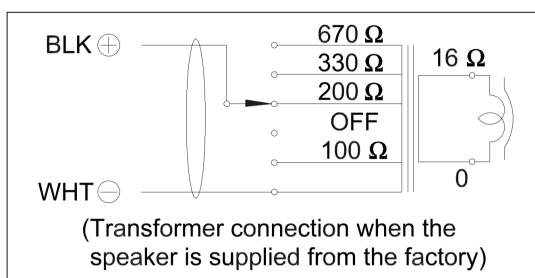 BLK ⊕
670 Ω
330 Ω
200 Ω
OFF
100 Ω
16 Ω
0
WHT ⊖
(Transformer connection when the
speaker is supplied from the factory)